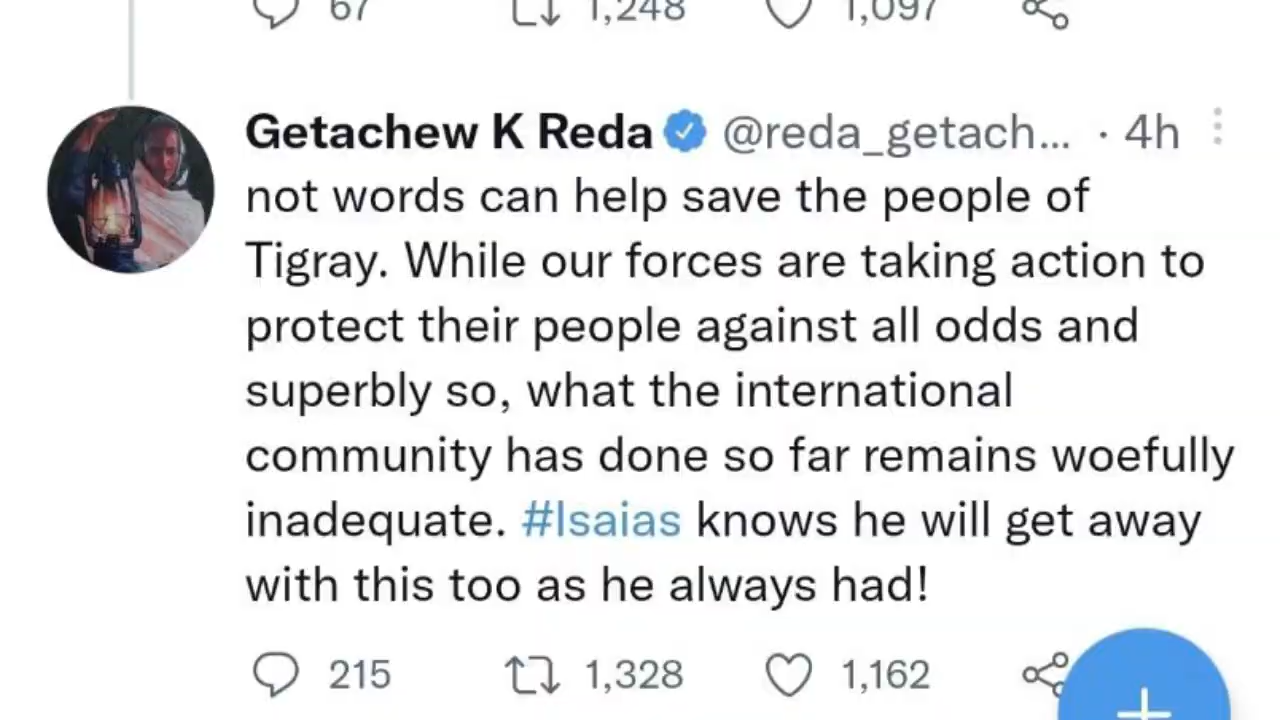 67 1,248 1,097
Getachew K Reda @reda_getach... · 4h
not words can help save the people of
Tigray. While our forces are taking action to
protect their people against all odds and
superbly so, what the international
community has done so far remains woefully
inadequate. #Isaias knows he will get away
with this too as he always had!
215 1,328 1,162